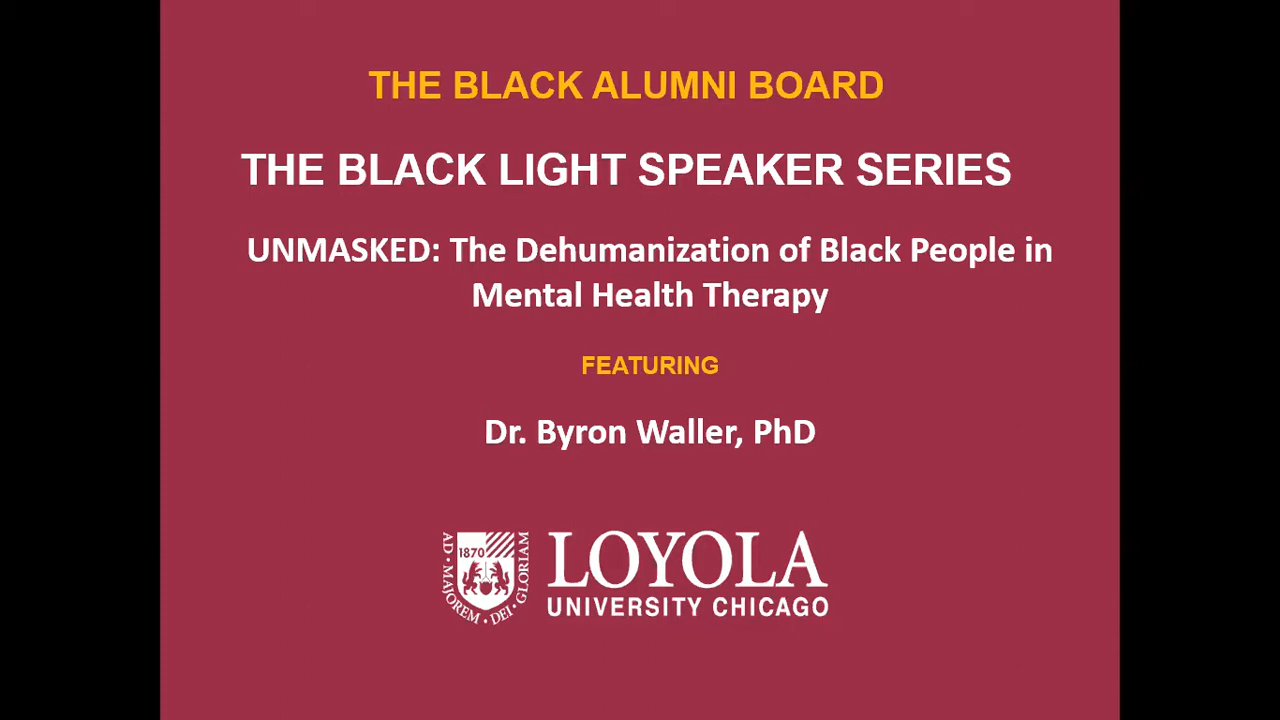 THE BLACK ALUMNI BOARD
THE BLACK LIGHT SPEAKER SERIES
UNMASKED: The Dehumanization of Black People in
Mental Health Therapy
FEATURING
Dr. Byron Waller, PhD
1870
AD • MAJOREM • DEI • GLORIAM
LOYOLA
UNIVERSITY CHICAGO